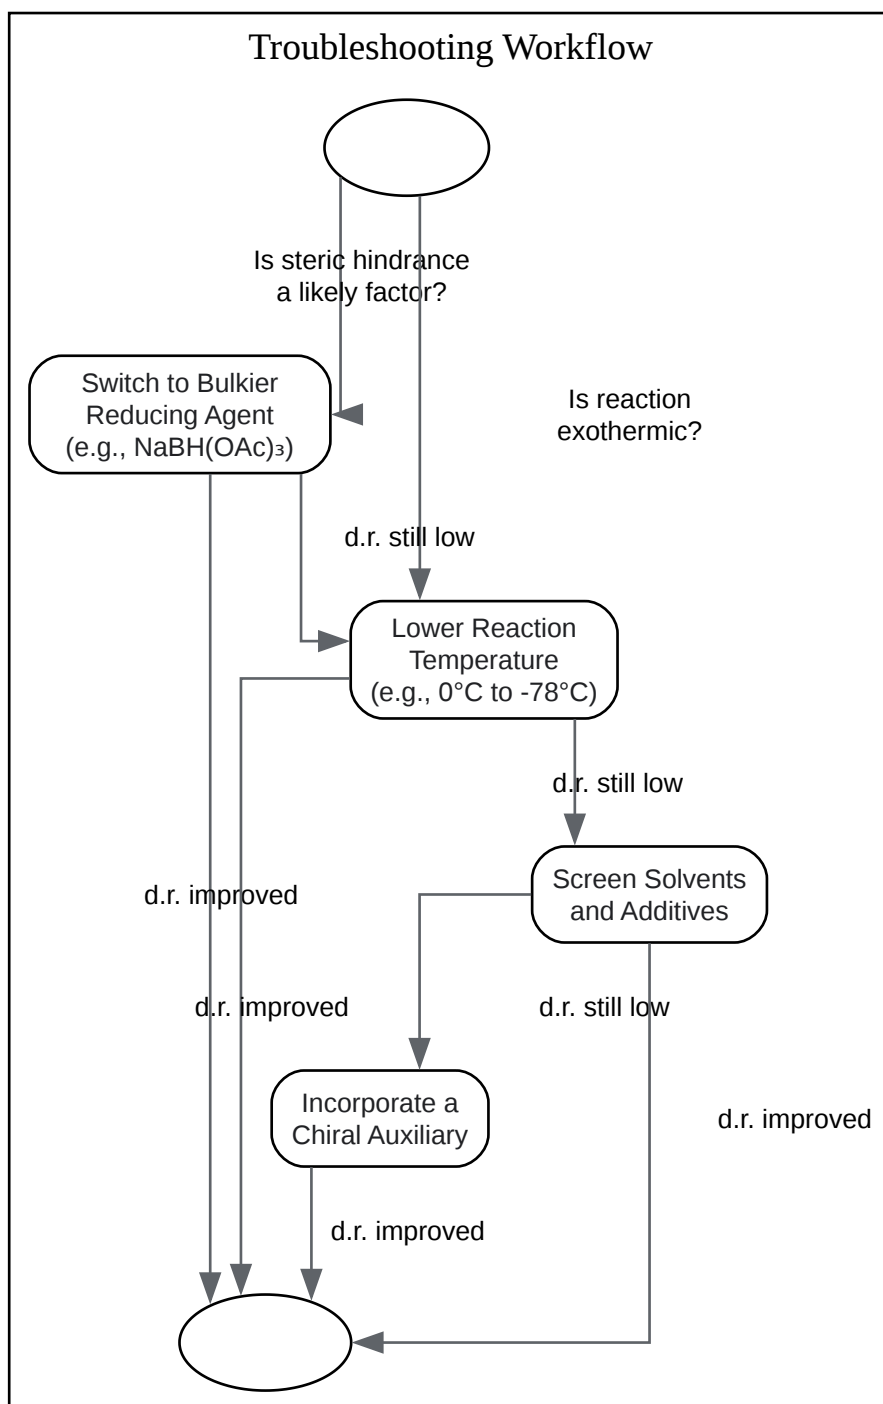 Troubleshooting Workflow
Is steric hindrance
a likely factor?
Switch to Bulkier
Reducing Agent
(e.g., NaBH(OAc)₃)
Is reaction
exothermic?
d.r. still low
Lower Reaction
Temperature
(e.g., 0°C to -78°C)
d.r. still low
Screen Solvents
and Additives
d.r. improved
d.r. improved
d.r. still low
Incorporate a
Chiral Auxiliary
d.r. improved
d.r. improved